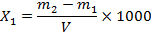 X₁ = (m₂ − m₁) / V × 1000